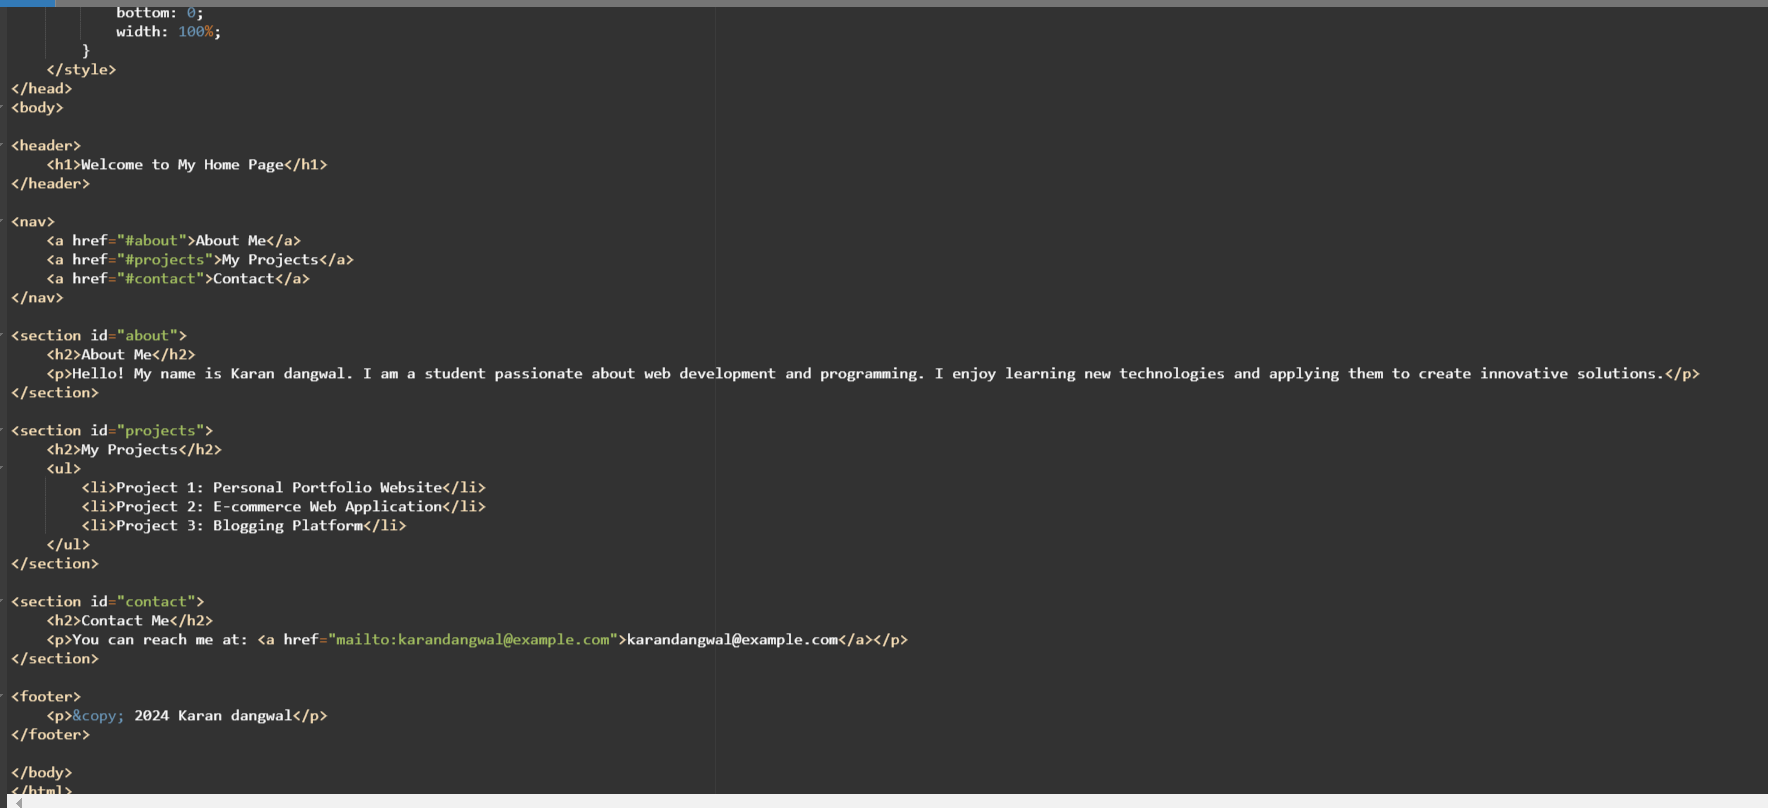 bottom: 0;
            width: 100%;
        }
    </style>
</head>
<body>

<header>
    <h1>Welcome to My Home Page</h1>
</header>

<nav>
    <a href="#about">About Me</a>
    <a href="#projects">My Projects</a>
    <a href="#contact">Contact</a>
</nav>

<section id="about">
    <h2>About Me</h2>
    <p>Hello! My name is Karan dangwal. I am a student passionate about web development and programming. I enjoy learning new technologies and applying them to create innovative solutions.</p>
</section>

<section id="projects">
    <h2>My Projects</h2>
    <ul>
        <li>Project 1: Personal Portfolio Website</li>
        <li>Project 2: E-commerce Web Application</li>
        <li>Project 3: Blogging Platform</li>
    </ul>
</section>

<section id="contact">
    <h2>Contact Me</h2>
    <p>You can reach me at: <a href="mailto:karandangwal@example.com">karandangwal@example.com</a></p>
</section>

<footer>
    <p>&copy; 2024 Karan dangwal</p>
</footer>

</body>
</html>